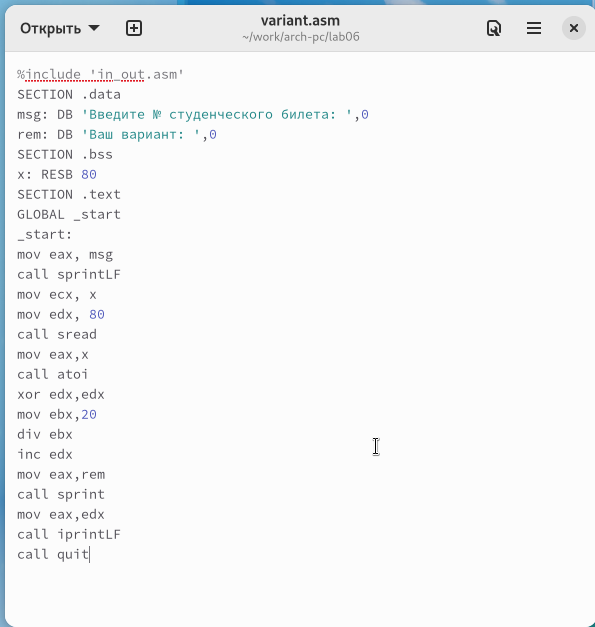 Открыть
variant.asm
~/work/arch-pc/lab06
%include 'in_out.asm'
SECTION .data
msg: DB 'Введите № студенческого билета: ',0
rem: DB 'Ваш вариант: ',0
SECTION .bss
x: RESB 80
SECTION .text
GLOBAL _start
_start:
mov eax, msg
call sprintLF
mov ecx, x
mov edx, 80
call sread
mov eax,x
call atoi
xor edx,edx
mov ebx,20
div ebx
inc edx
mov eax,rem
call sprint
mov eax,edx
call iprintLF
call quit